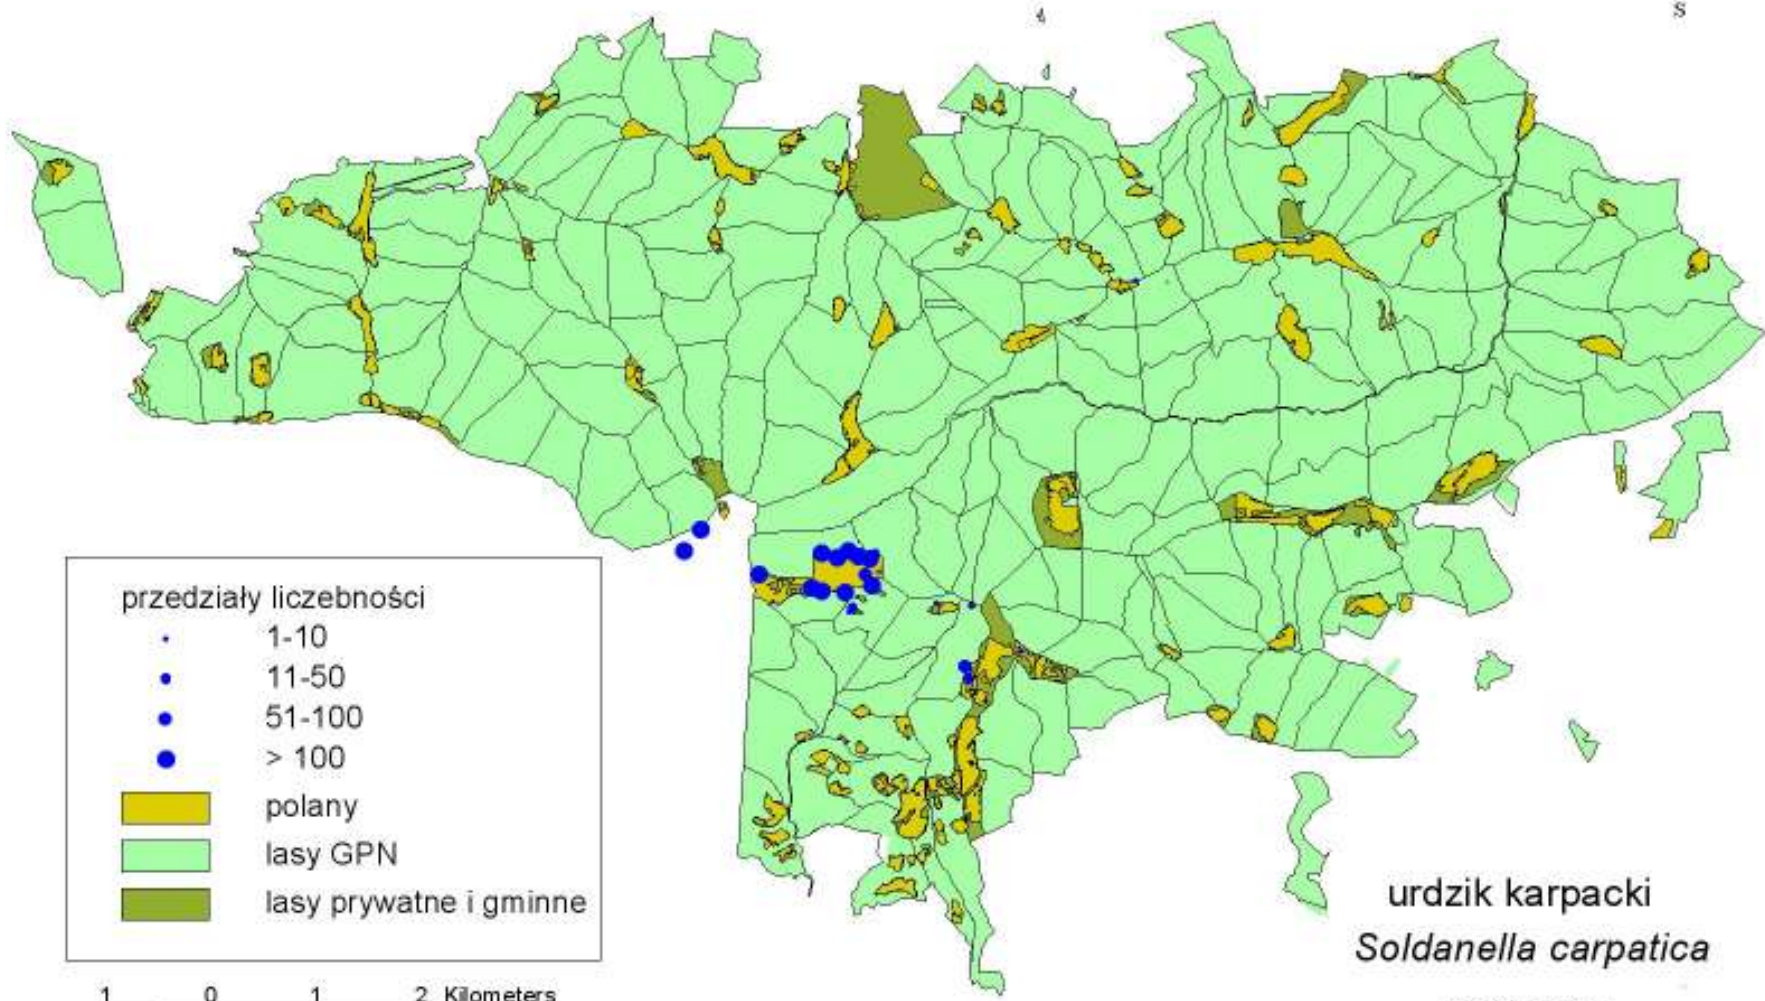 S
przedziały liczebności
1-10
11-50
51-100
> 100
polany
lasy GPN
lasy prywatne i gminne
urdzik karpacki
Soldanella carpatica
1 0 1 2 Kilometers